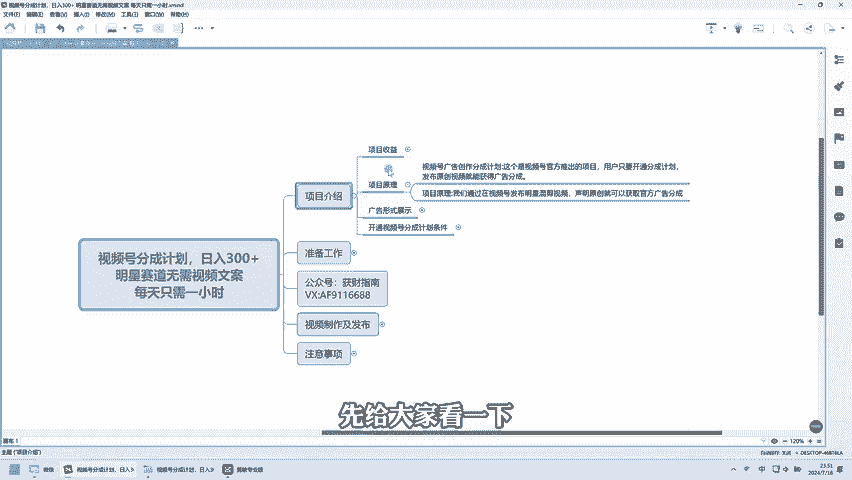 视频号分成计划，日入300+ 明星赛道无需视频文案 每天只需一小时.xmind
文件(F) 编辑(E) 查看(V) 插入(I) 修改(M) 工具(T) 窗口(W) 帮助(H)
项目收益
视频号广告创作分成计划:这个是视频号官方推出的项目，用户只要开通分成计划，
发布原创视频就能获得广告分成。
项目原理
项目原理:我们通过在视频号发布明星混剪视频，声明原创就可以获取官方广告分成
项目介绍
广告形式展示
开通视频号分成计划条件
视频号分成计划，日入300+
明星赛道无需视频文案
每天只需一小时
准备工作
公众号：获财指南
VX:AF9116688
视频制作及发布
注意事项
先给大家看一下
画布 1
120%
主题 ("项目介绍")
微信
视频号分成计划，日入3
视频号分成计划，日入3
剪映专业版
中
23:51
2024/7/16